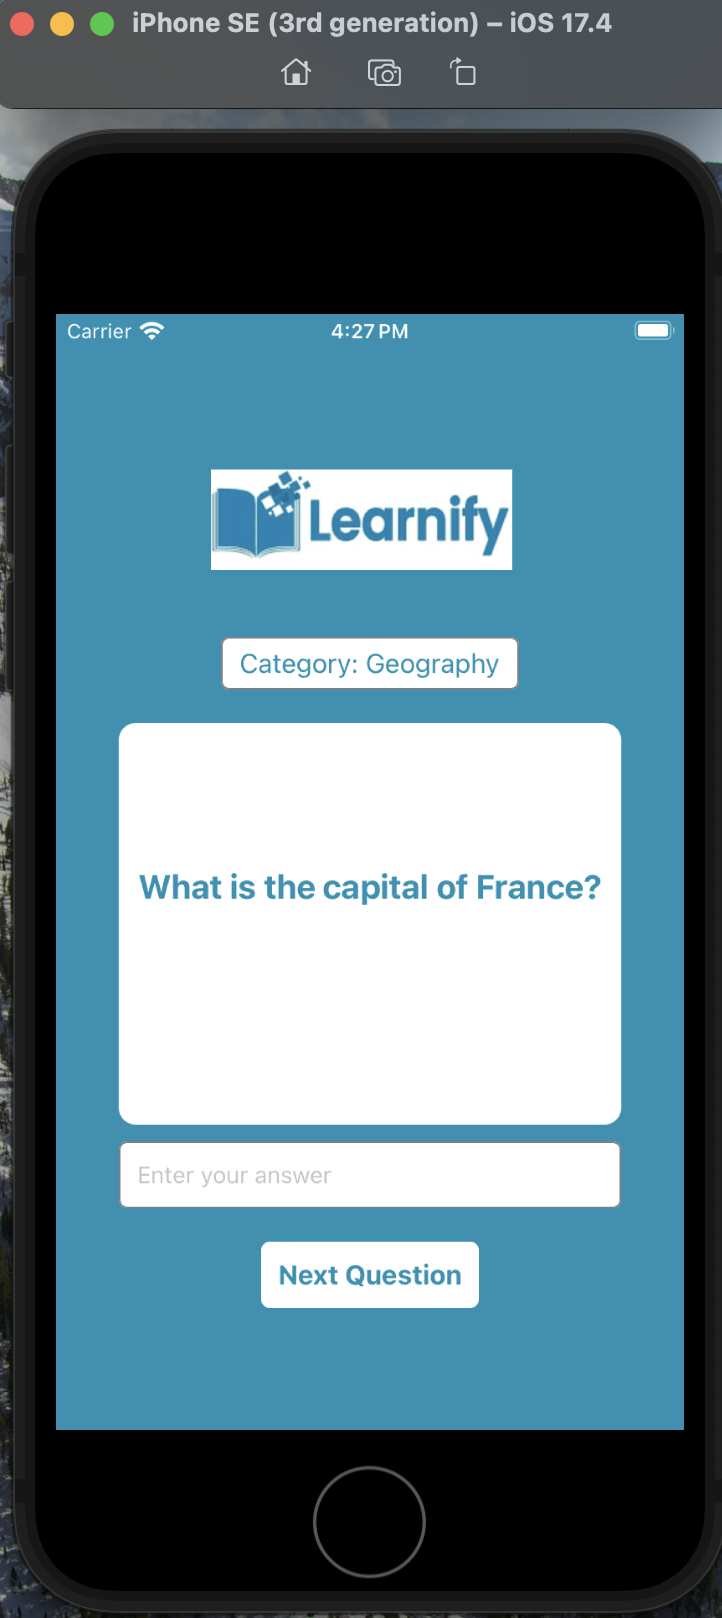 iPhone SE (3rd generation) – iOS 17.4
Carrier 4:27 PM
Learnify
Category: Geography
What is the capital of France?
Enter your answer
Next Question